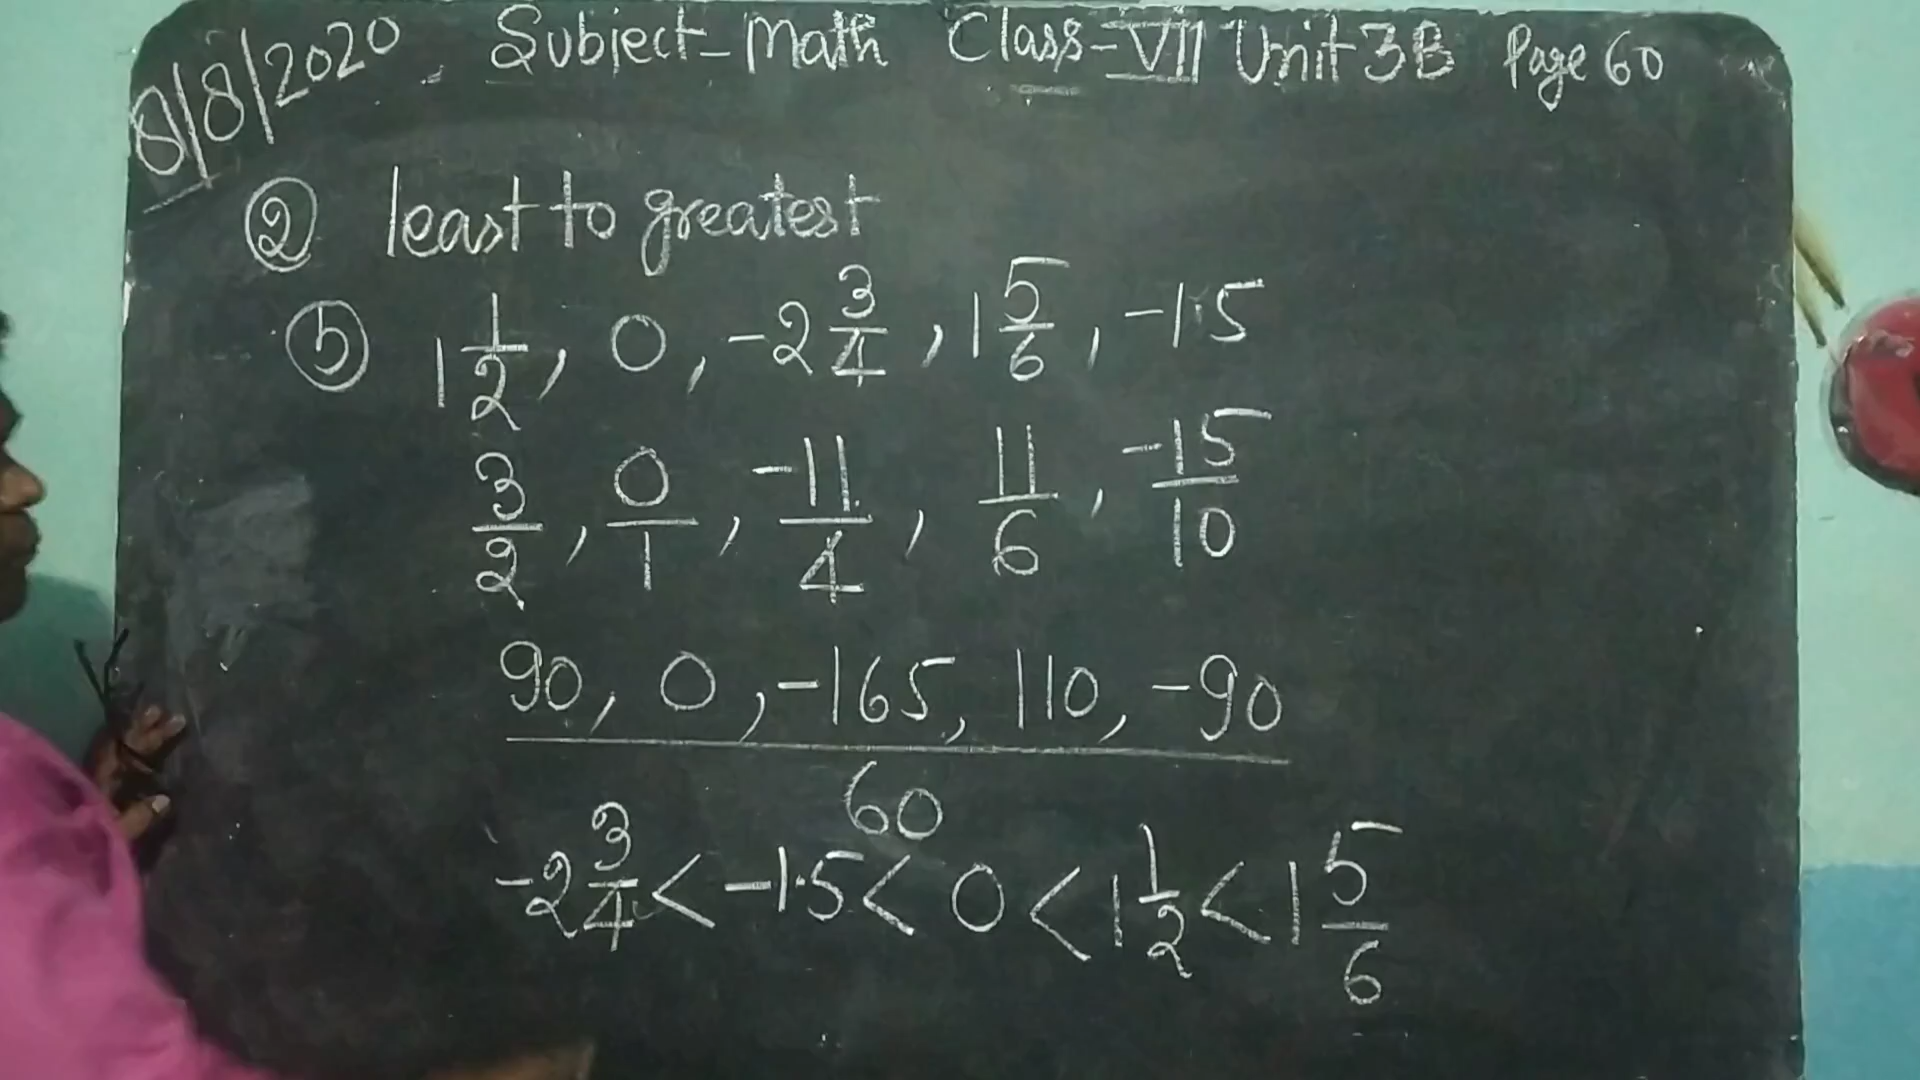 8/8/2020 Subject-Math Class-VII Unit 3B Page 60
② least to greatest
⑤ 1 1/2, 0, -2 3/4, 1 5/6, -1.5
3/2, 0/1, -11/4, 11/6, -15/10
90, 0, -165, 110, -90
60
-2 3/4 < -1.5 < 0 < 1 1/2 < 1 5/6